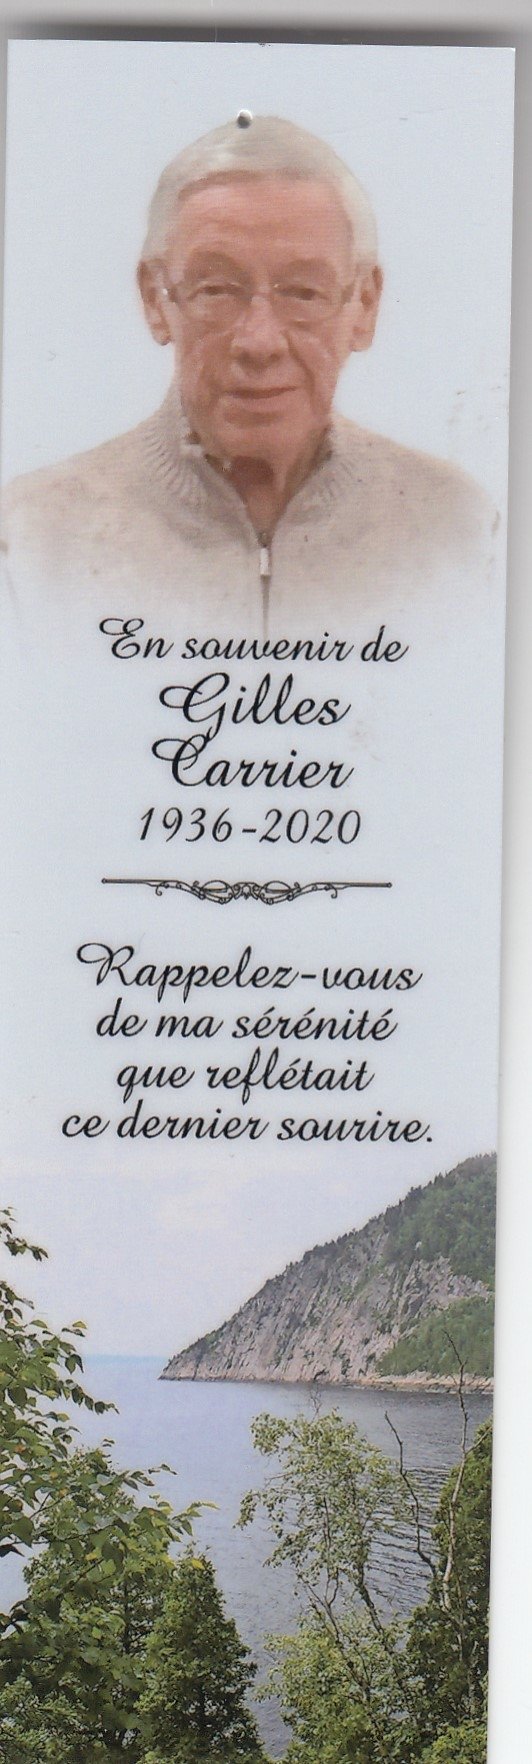 En souvenir de
Gilles
Carrier
1936-2020
Rappelez-vous
de ma sérénité
que reflétait
ce dernier sourire.